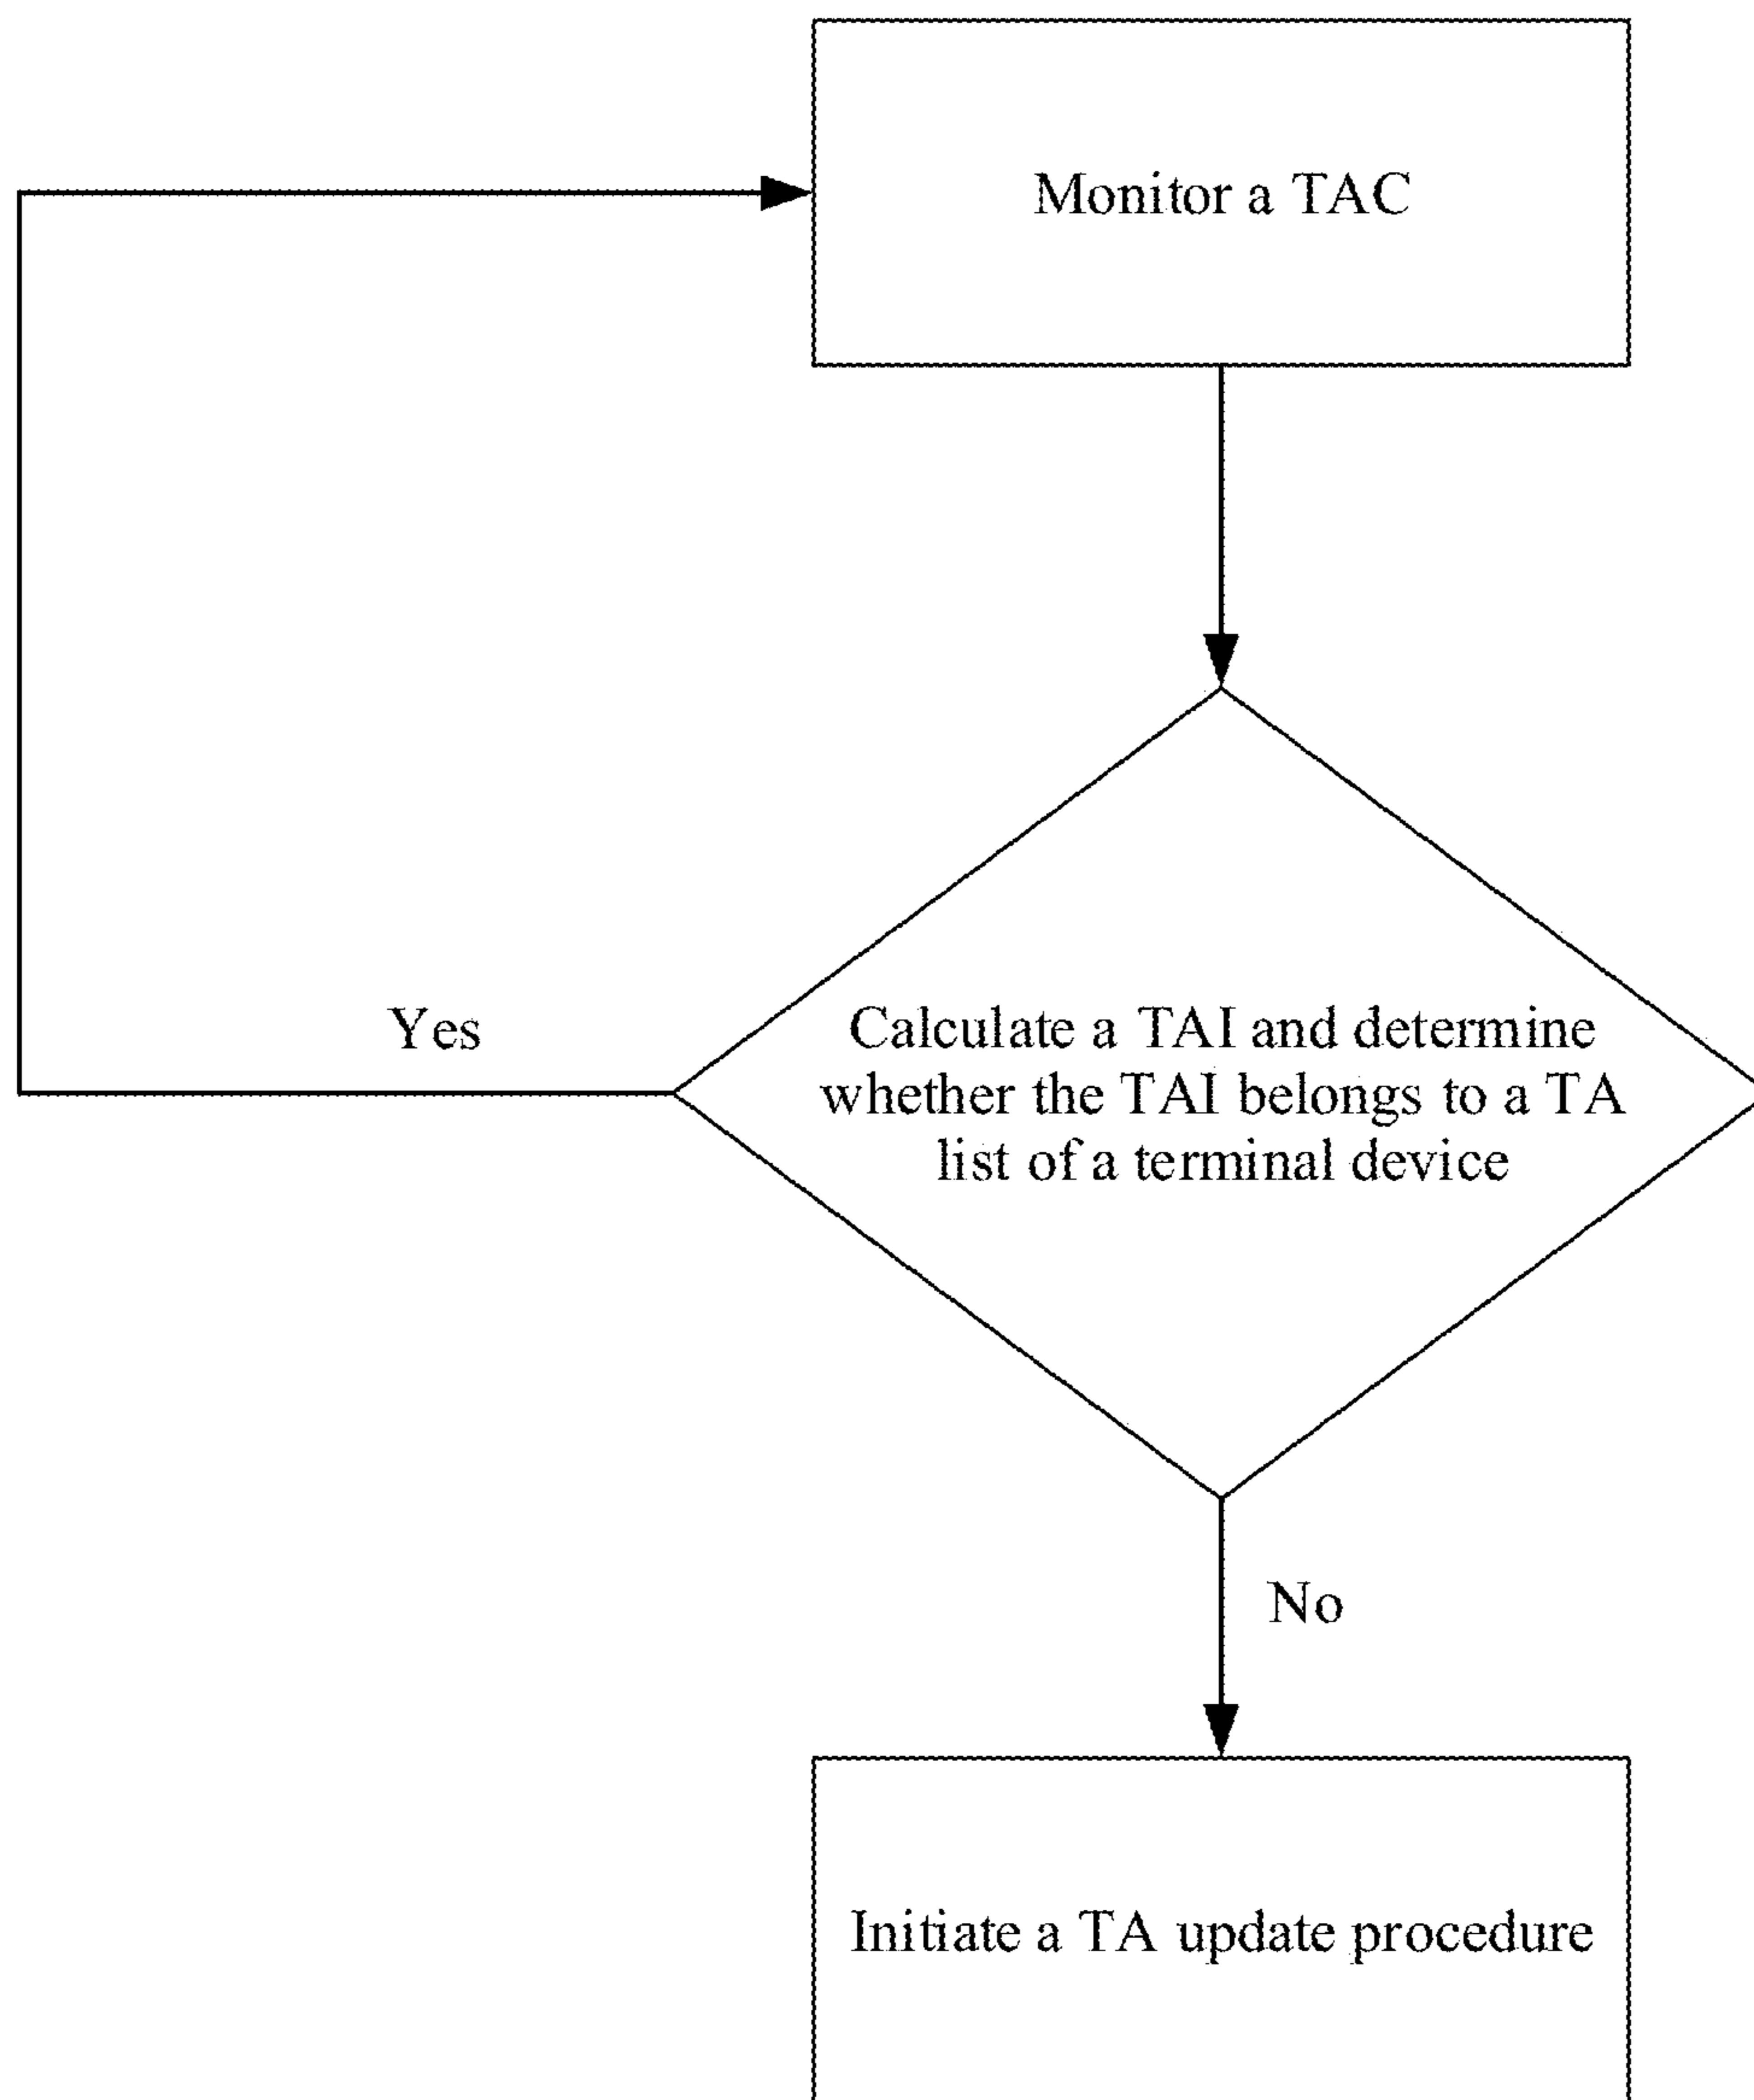 Monitor a TAC
Yes
Calculate a TAI and determine
whether the TAI belongs to a TA
list of a terminal device
No
Initiate a TA update procedure